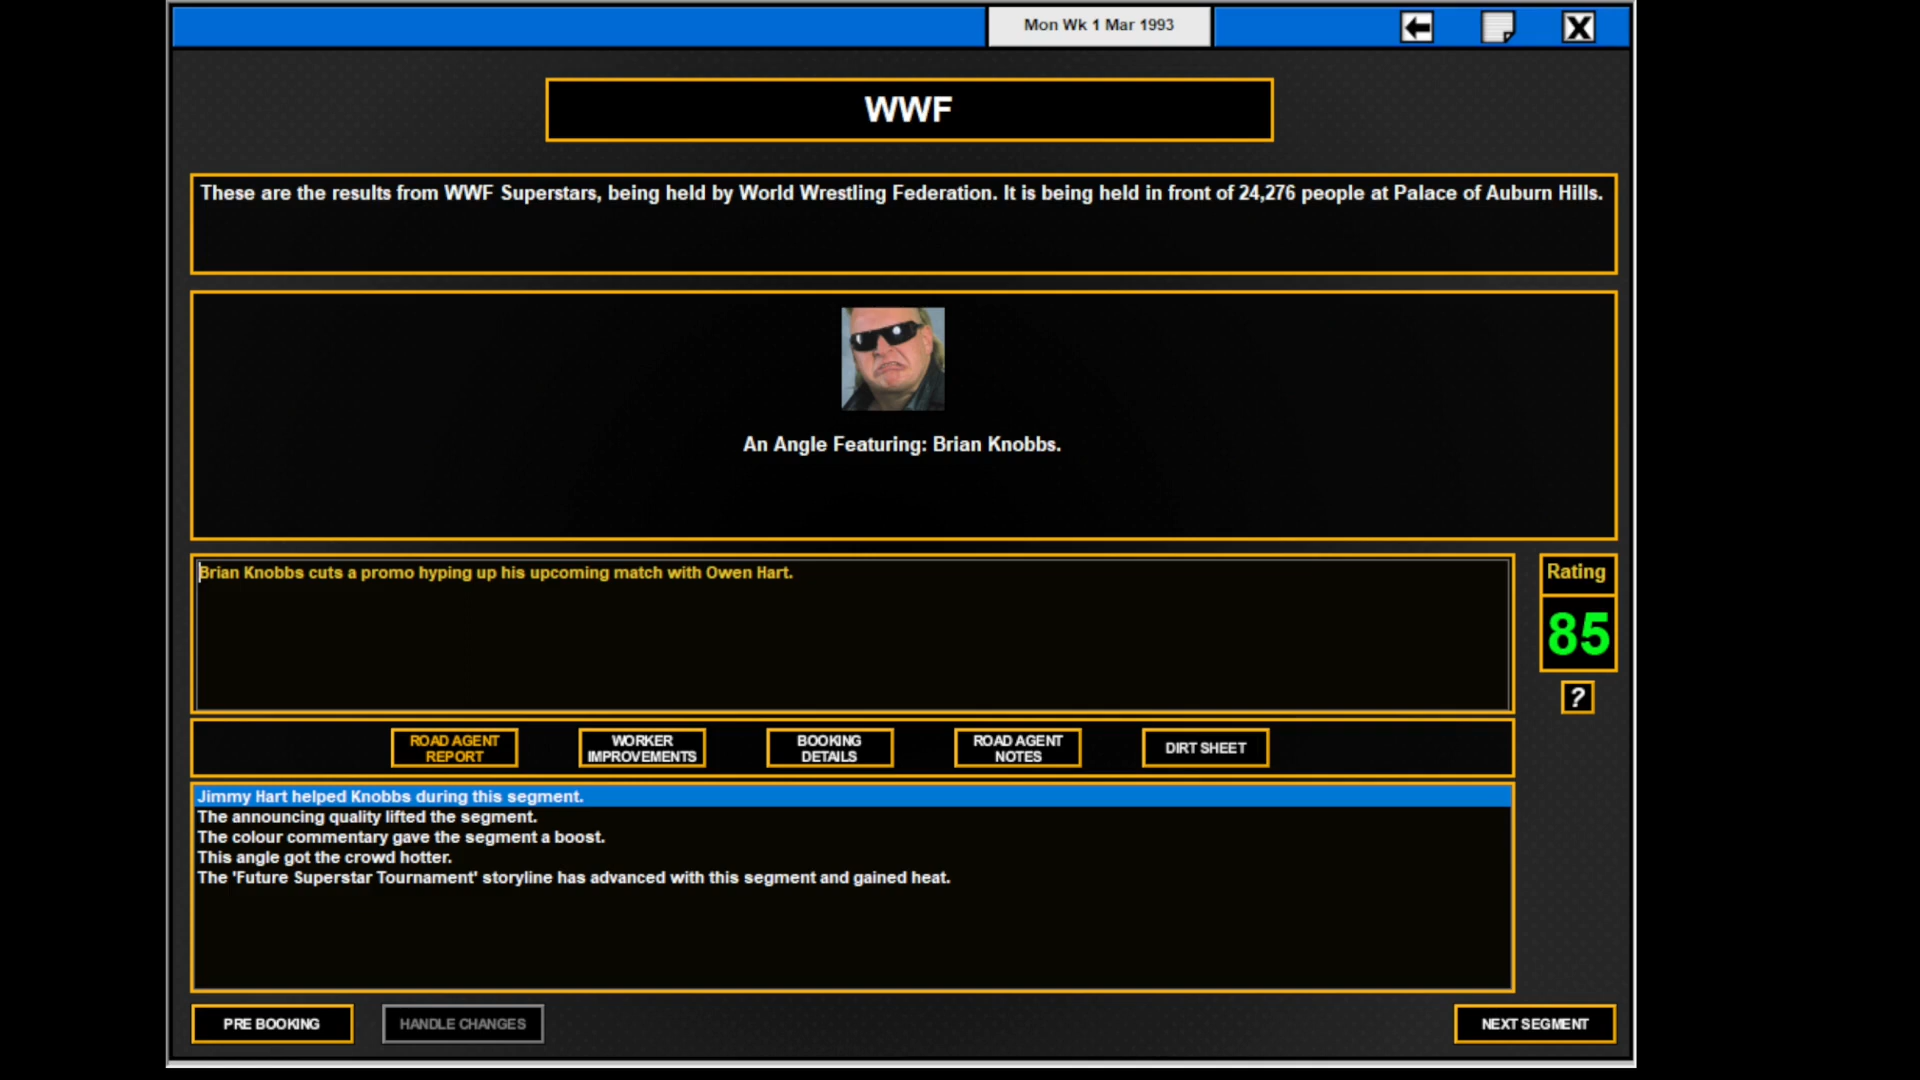 Mon Wk 1 Mar 1993
WWF
These are the results from WWF Superstars, being held by World Wrestling Federation. It is being held in front of 24,276 people at Palace of Auburn Hills.
An Angle Featuring: Brian Knobbs.
Brian Knobbs cuts a promo hyping up his upcoming match with Owen Hart.
Rating
85
?
ROAD AGENT
REPORT
WORKER
IMPROVEMENTS
BOOKING
DETAILS
ROAD AGENT
NOTES
DIRT SHEET
Jimmy Hart helped Knobbs during this segment.
The announcing quality lifted the segment.
The colour commentary gave the segment a boost.
This angle got the crowd hotter.
The 'Future Superstar Tournament' storyline has advanced with this segment and gained heat.
PRE BOOKING
HANDLE CHANGES
NEXT SEGMENT